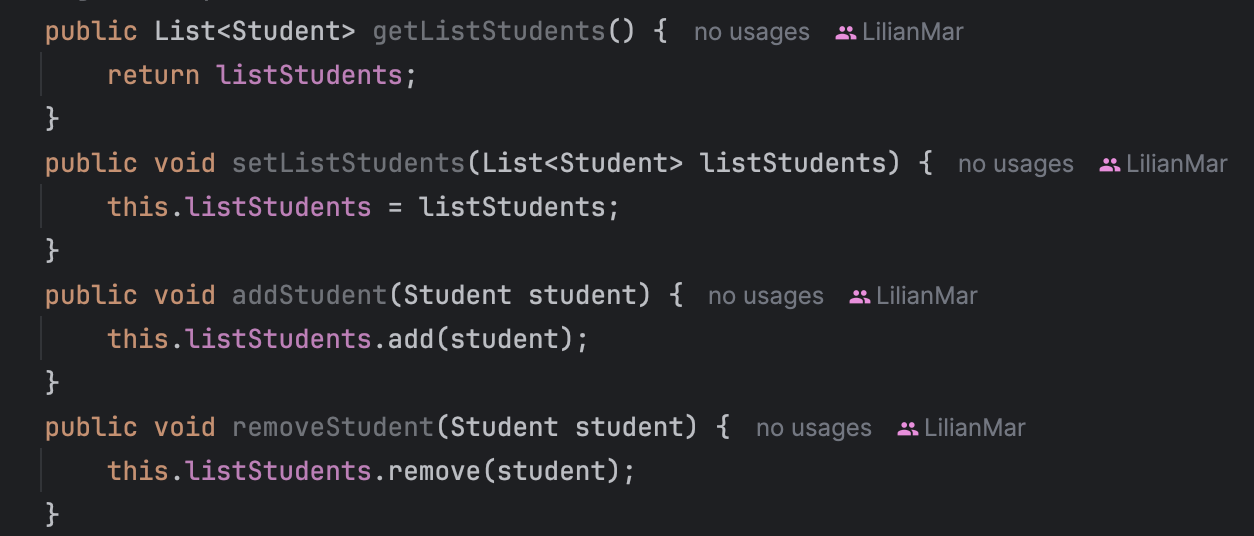 public List<Student> getListStudents() { no usages LilianMar
return listStudents;
}
public void setListStudents(List<Student> listStudents) { no usages LilianMar
this.listStudents = listStudents;
}
public void addStudent(Student student) { no usages LilianMar
this.listStudents.add(student);
}
public void removeStudent(Student student) { no usages LilianMar
this.listStudents.remove(student);
}